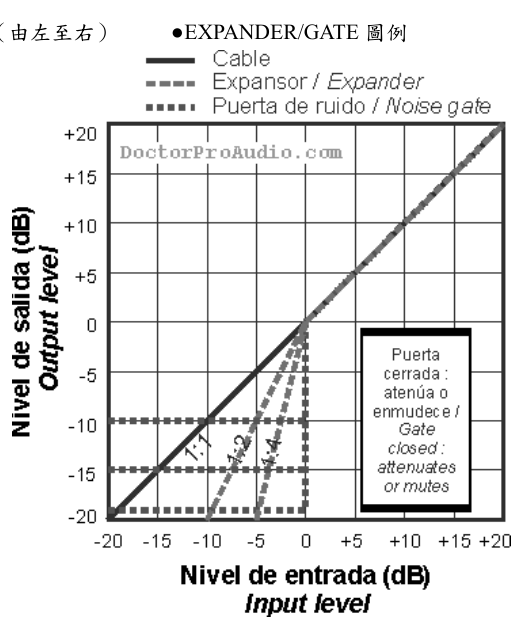 （由左至右）　●EXPANDER/GATE 圖例
Cable
Expansor / Expander
Puerta de ruido / Noise gate
DoctorProAudio.com
Nivel de salida (dB)
Output level
+20
+15
+10
+5
0
-5
-10
-15
-20
1:1
1:2
1:4
Puerta
cerrada :
atenúa o
enmudece /
Gate
closed :
attenuates
or mutes
-20 -15 -10 -5 0 +5 +10 +15 +20
Nivel de entrada (dB)
Input level